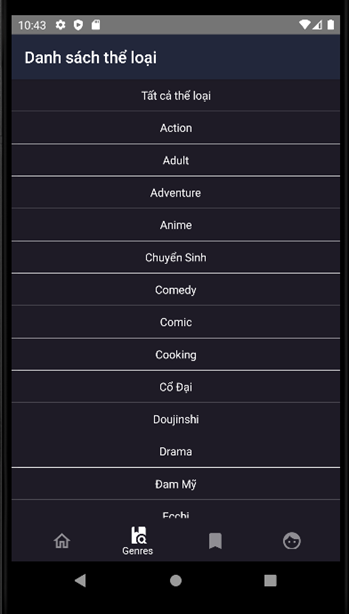 10:43
Danh sách thể loại
Tất cả thể loại
Action
Adult
Adventure
Anime
Chuyển Sinh
Comedy
Comic
Cooking
Cổ Đại
Doujinshi
Drama
Đam Mỹ
Ecchi
Genres